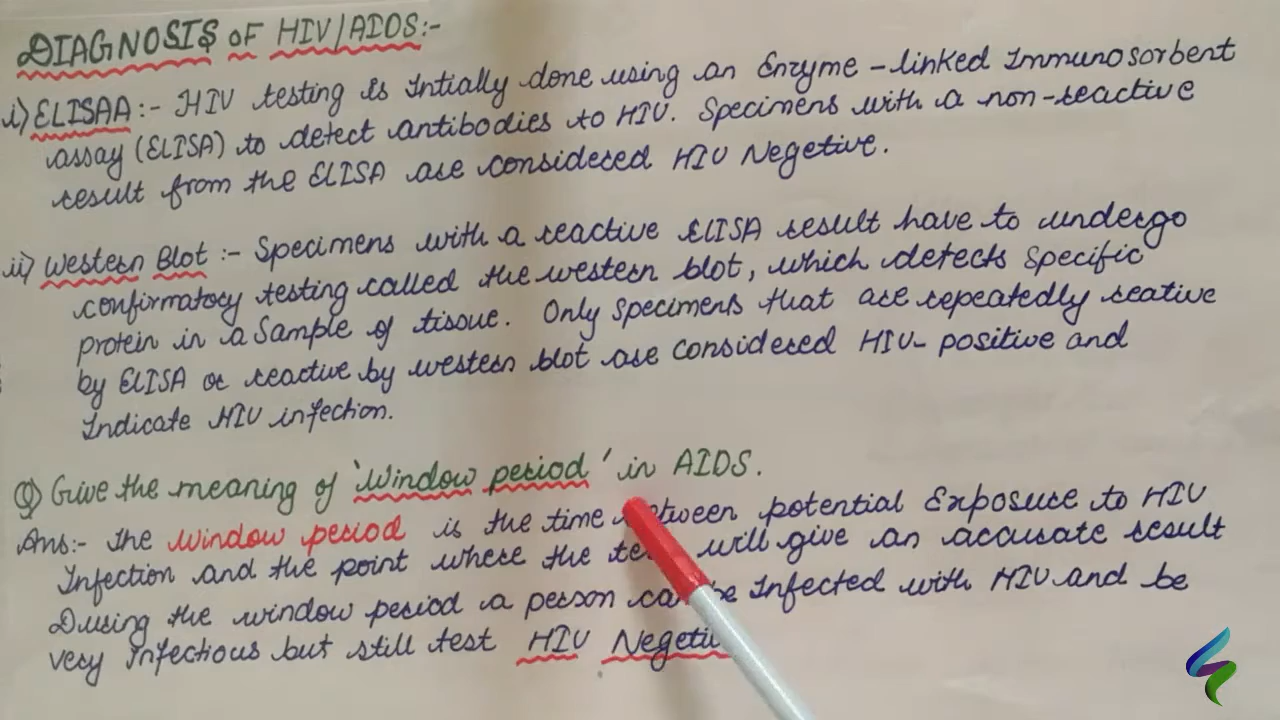 DIAGNOSIS OF HIV/AIDS:-
i) ELISAA :- HIV testing is Intially done using an Enzyme-linked Immunosorbent
assay (ELISA) to detect antibodies to HIV. Specimens with a non-reactive
result from the ELISA are considered HIV Negetive.
ii) Western Blot :- Specimens with a reactive ELISA result have to undergo
confirmatory testing called the western blot, which detects specific
protein in a sample of tissue. Only specimens that are repeatedly reative
by ELISA or reactive by western blot are considered HIV- positive and
Indicate HIV infection.
Q) Give the meaning of 'Window period' in AIDS.
Ans:- The window period is the time between potential Exposure to HIV
Infection and the point where the will give an accurate result
During the window period a person can be Infected with HIV and be
very Infectious but still test HIV